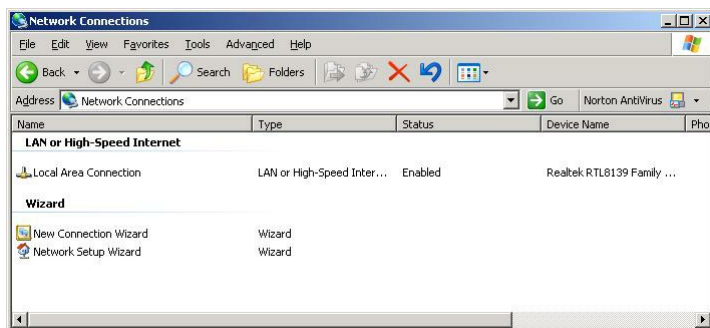 Network Connections
File Edit View Favorites Tools Advanced Help
Back Search Folders
Address Network Connections Go Norton AntiVirus
Name Type Status Device Name Pho
LAN or High-Speed Internet
Local Area Connection LAN or High-Speed Inter... Enabled Realtek RTL8139 Family ...
Wizard
New Connection Wizard Wizard
Network Setup Wizard Wizard